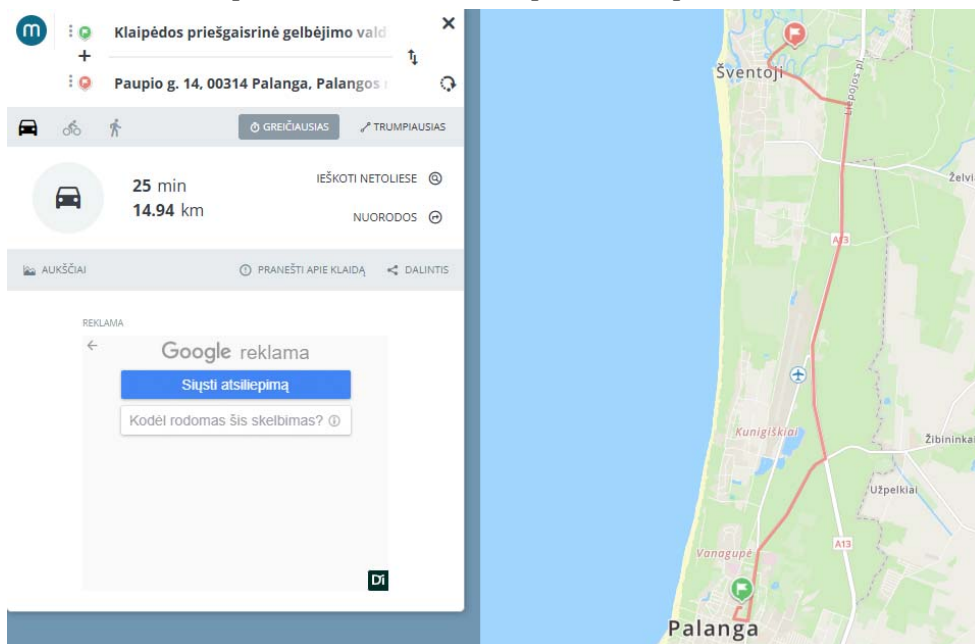 m
Klaipėdos priešgaisrinė gelbėjimo vald
Paupio g. 14, 00314 Palanga, Palangos
GREIČIAUSIAS
TRUMPIAUSIAS
25 min
14.94 km
IEŠKOTI NETOLIESE
NUORODOS
AUKŠČIAI
PRANEŠTI APIE KLAIDĄ
DALINTIS
REKLAMA
Google reklama
Siųsti atsiliepimą
Kodėl rodomas šis skelbimas?
Di
Šventoji
Liepojos pl.
Želvi
A13
Kunigiškiai
Žibininkai
Užpelkiai
A13
Vanagupė
Palanga